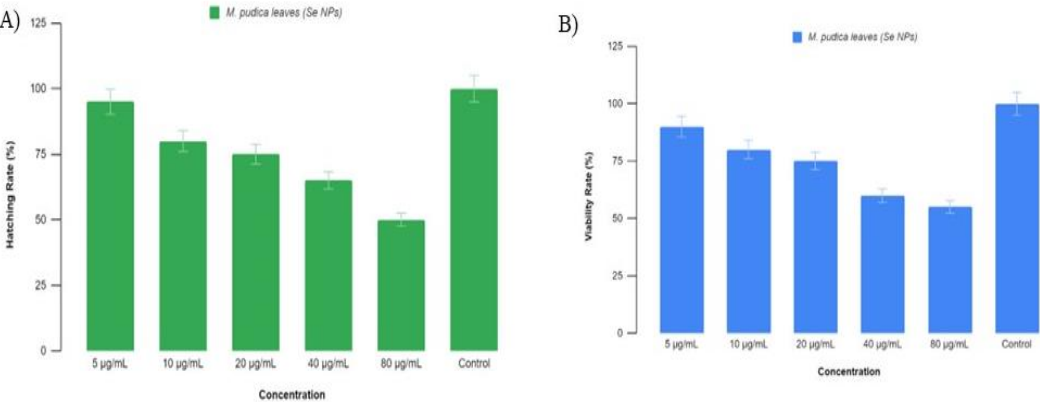 A)
M. pudica leaves (Se NPs)
125
100
75
50
25
0
Hatching Rate (%)
5 µg/mL 10 µg/mL 20 µg/mL 40 µg/mL 80 µg/mL Control
Concentration
B)
M. pudica leaves (Se NPs)
125
100
75
50
25
0
Viability Rate (%)
5 µg/mL 10 µg/mL 20 µg/mL 40 µg/mL 80 µg/mL Control
Concentration